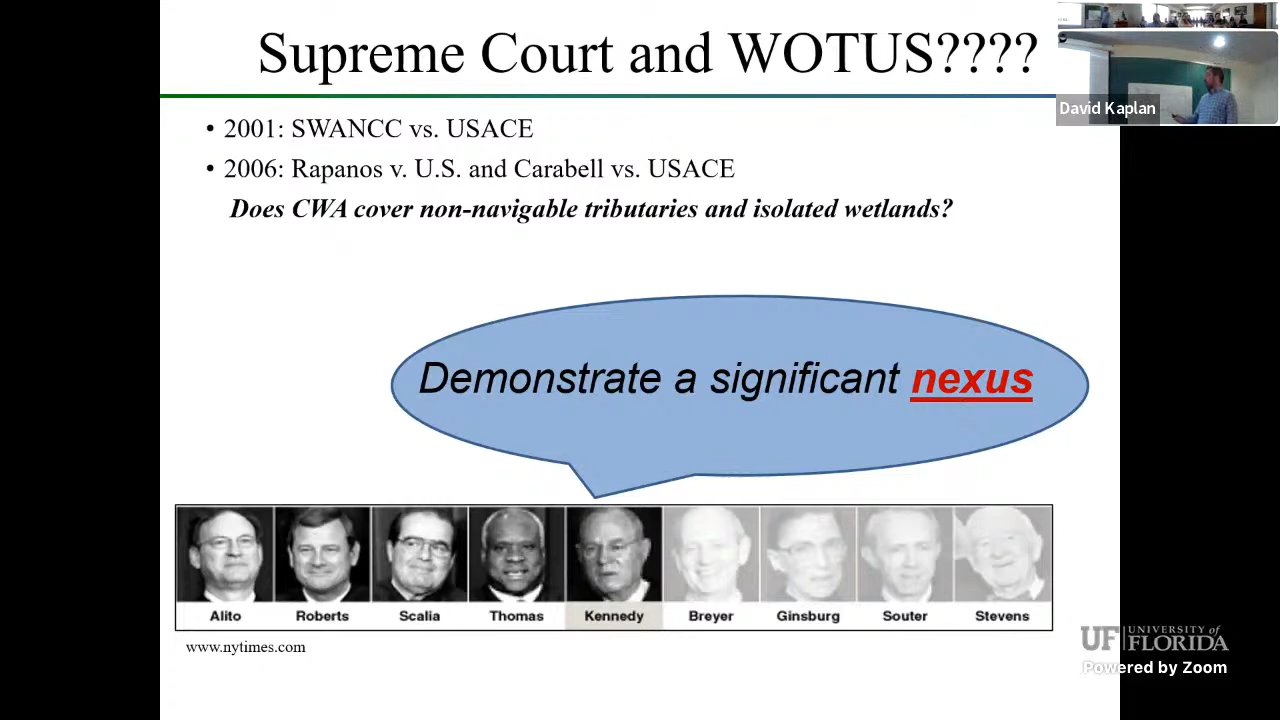 Supreme Court and WOTUS????
David Kaplan
• 2001: SWANCC vs. USACE
• 2006: Rapanos v. U.S. and Carabell vs. USACE
Does CWA cover non-navigable tributaries and isolated wetlands?
Demonstrate a significant nexus
Alito Roberts Scalia Thomas Kennedy Breyer Ginsburg Souter Stevens
www.nytimes.com
UF UNIVERSITY of
FLORIDA
Powered by Zoom